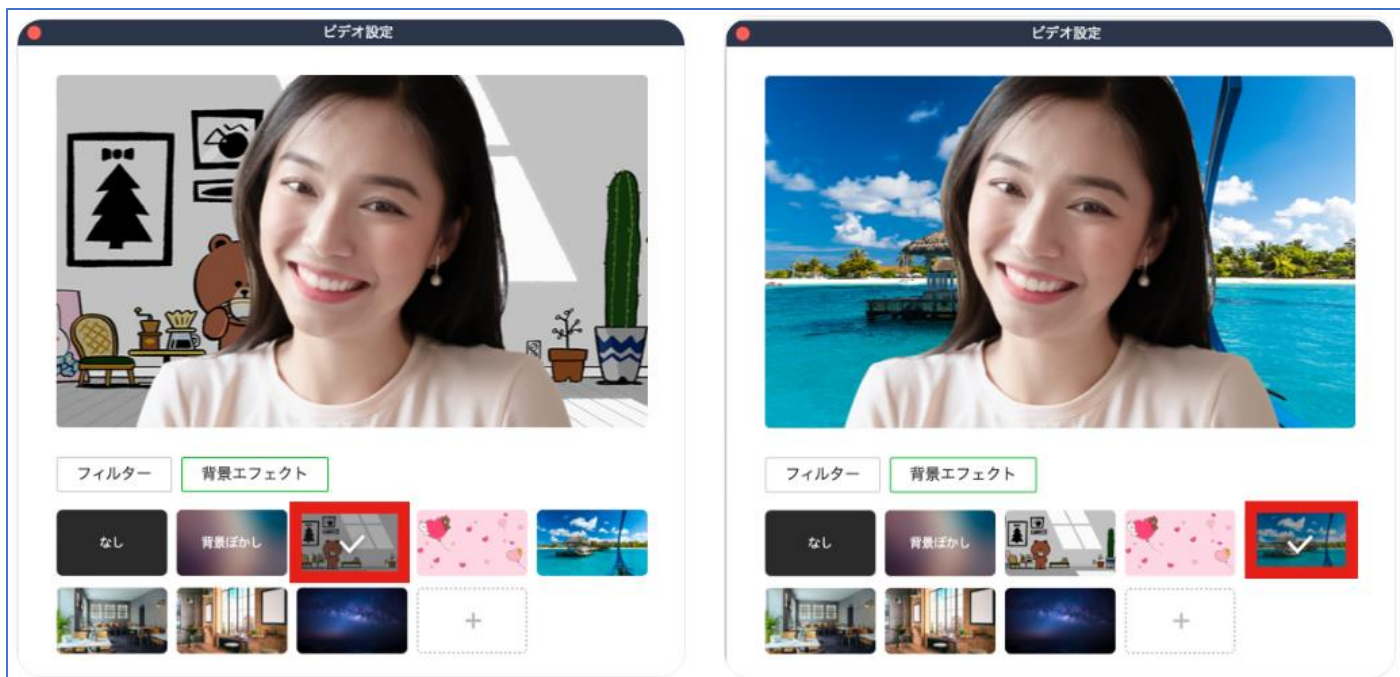 ビデオ設定
フィルター
背景エフェクト
なし
背景ぼかし
+
ビデオ設定
フィルター
背景エフェクト
なし
背景ぼかし
+